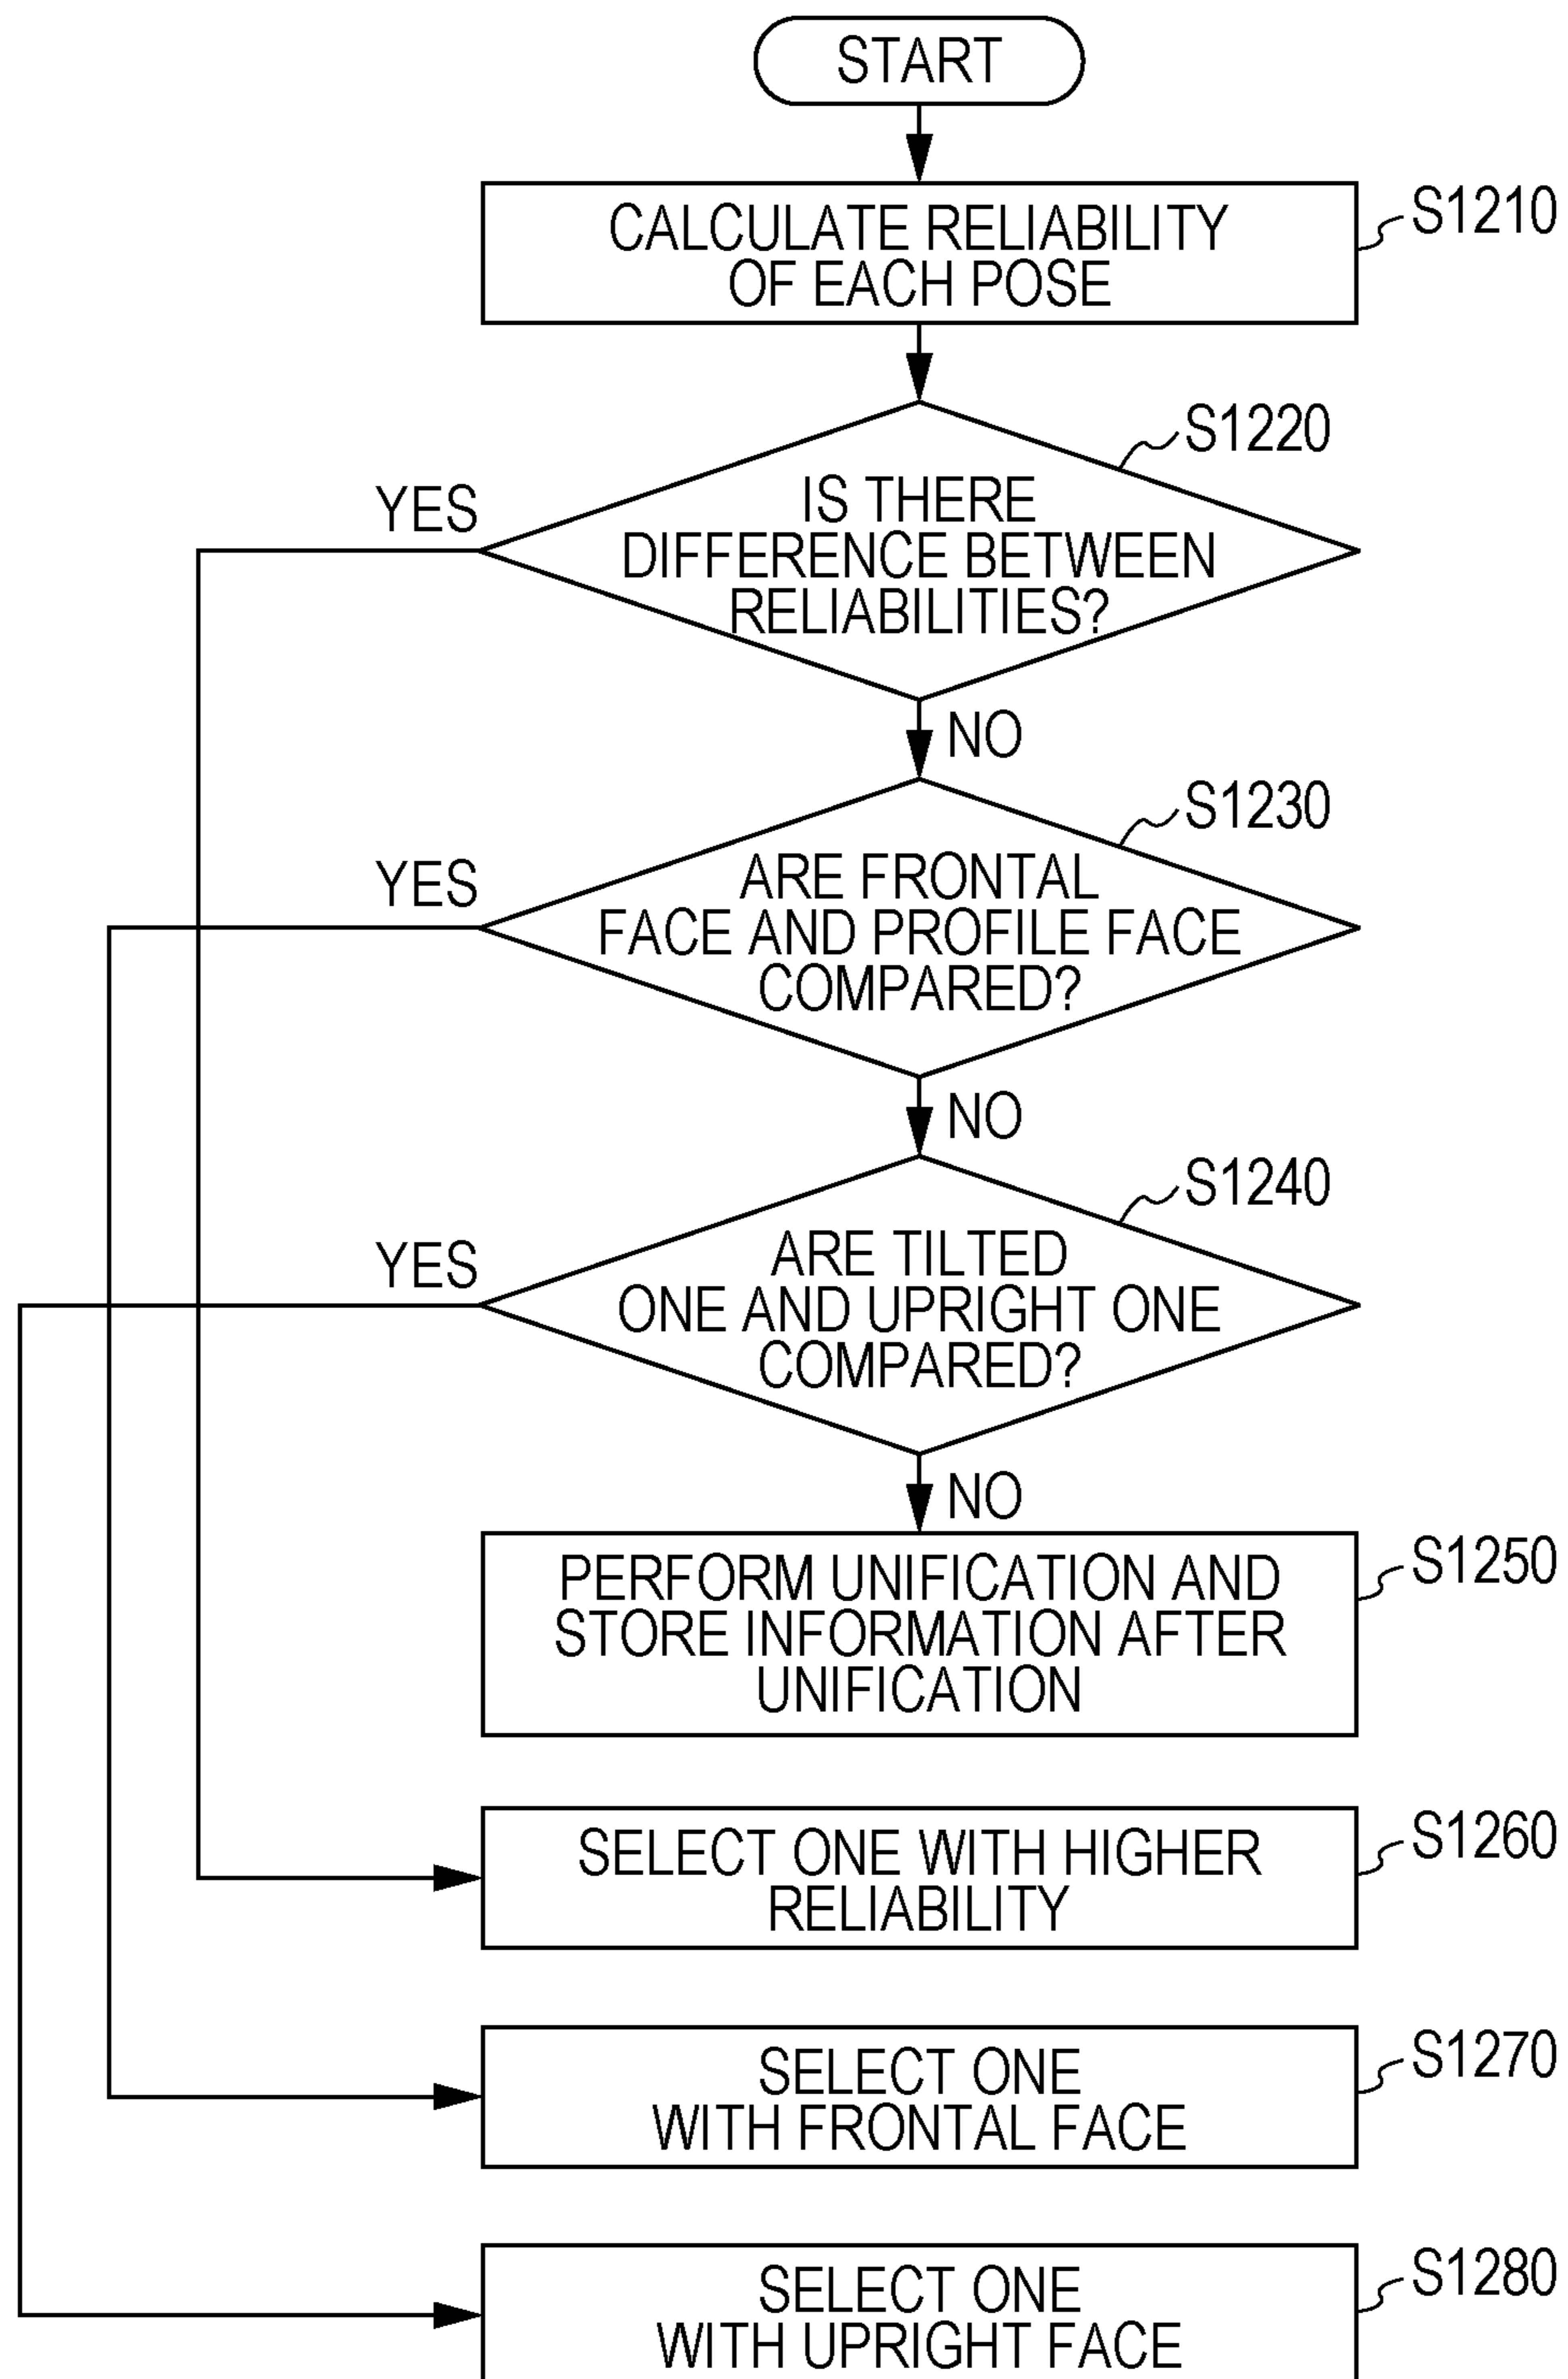 START
CALCULATE RELIABILITY
OF EACH POSE
S1210
S1220
YES
IS THERE
DIFFERENCE BETWEEN
RELIABILITIES?
NO
S1230
YES
ARE FRONTAL
FACE AND PROFILE FACE
COMPARED?
NO
S1240
YES
ARE TILTED
ONE AND UPRIGHT ONE
COMPARED?
NO
PERFORM UNIFICATION AND
STORE INFORMATION AFTER
UNIFICATION
S1250
SELECT ONE WITH HIGHER
RELIABILITY
S1260
SELECT ONE
WITH FRONTAL FACE
S1270
SELECT ONE
WITH UPRIGHT FACE
S1280